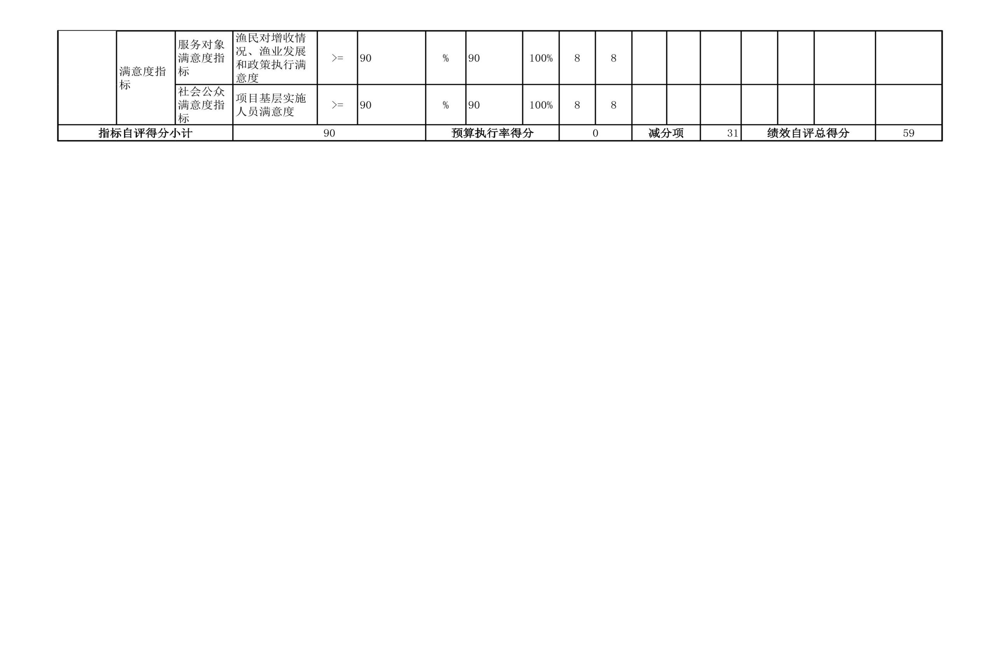 满意度指
标
服务对象
满意度指
标
渔民对增收情
况、渔业发展
和政策执行满
意度
>= 90 % 90 100% 8 8
社会公众
满意度指
标
项目基层实施
人员满意度
>= 90 % 90 100% 8 8
指标自评得分小计 90 预算执行率得分 0 减分项 31 绩效自评总得分 59